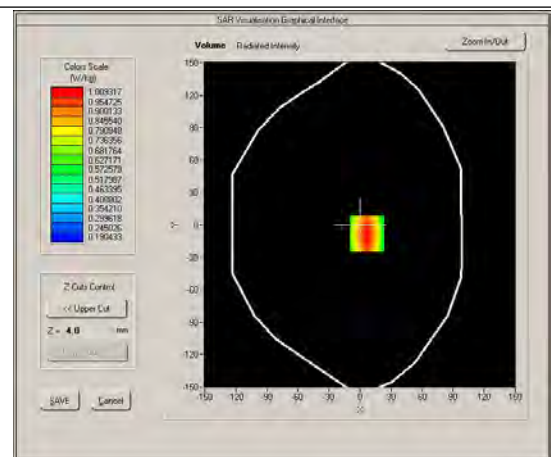 SAR Visualisation Graphical Interface
Volume Radiated Intensity
Zoom In/Out
Colors Scale
(W/kg)
1.009317
0.954725
0.900133
0.845540
0.790948
0.736356
0.681764
0.627171
0.572579
0.517987
0.463395
0.408802
0.354210
0.299618
0.245026
0.190433
Z Cuts Control
<< Upper Cut
Z = 4.0 mm
SAVE
Cancel
150
120
90
60
30
0
-30
-60
-90
-120
-150
Y
-150 -120 -90 -60 -30 0 30 60 90 120 150
X